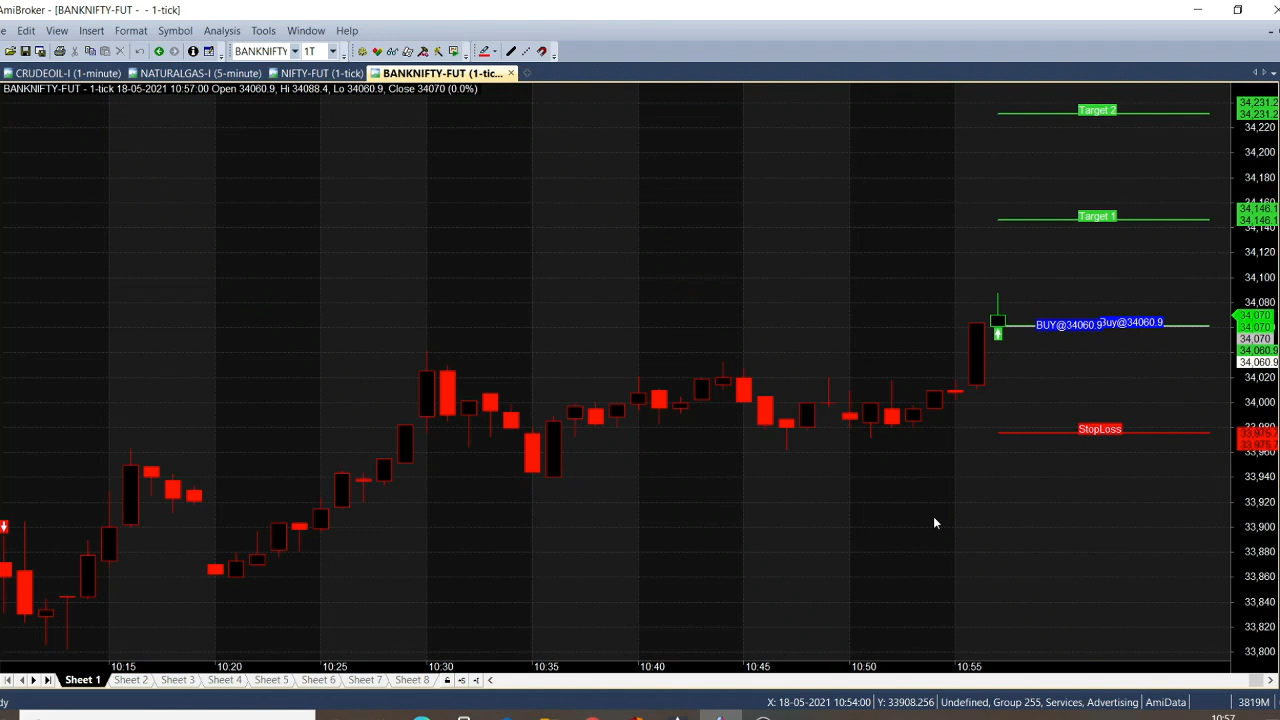 AmiBroker - [BANKNIFTY-FUT - - 1-tick]
Edit View Insert Format Symbol Analysis Tools Window Help
BANKNIFTY 1T
CRUDEOIL-I (1-minute) NATURALGAS-I (5-minute) NIFTY-FUT (1-tick) BANKNIFTY-FUT (1-tic...
BANKNIFTY-FUT - 1-tick 18-05-2021 10:57:00 Open 34060.9, Hi 34088.4, Lo 34060.9, Close 34070 (0.0%)
34,231.2
Target 2
34,231.2
34,220
34,200
34,180
34,160
34,146.1
Target 1
34,146.1
34,140
34,120
34,100
34,080
34,070
BUY@34060.9 Buy@34060.9
34,070
34,070
34,060.9
34,060.9
34,020
34,000
StopLoss
33,980
33,960
33,940
33,920
33,900
33,880
33,860
33,840
33,820
33,800
10:15 10:20 10:25 10:30 10:35 10:40 10:45 10:50 10:55
Sheet 1 Sheet 2 Sheet 3 Sheet 4 Sheet 5 Sheet 6 Sheet 7 Sheet 8
X: 18-05-2021 10:54:00 Y: 33908.256 Undefined, Group 255, Services, Advertising AmiData 3819M
10:57